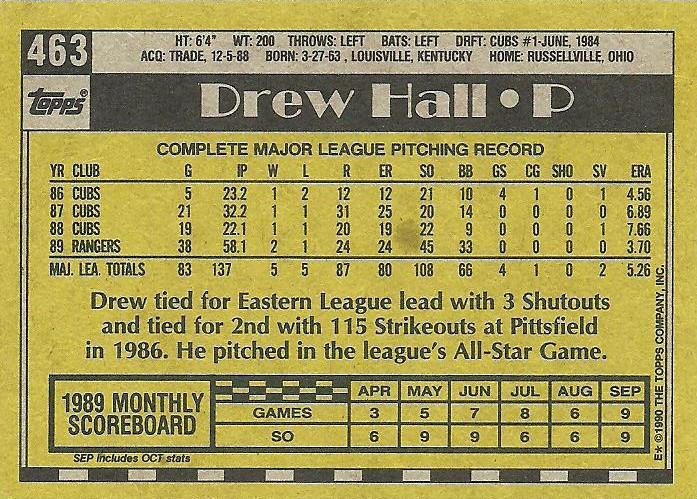 463
HT: 6'4" WT: 200 THROWS: LEFT BATS: LEFT DRFT: CUBS #1-JUNE, 1984
ACQ: TRADE, 12-5-88 BORN: 3-27-53 , LOUISVILLE, KENTUCKY HOME: RUSSELLVILLE, OHIO
topps®
Drew Hall • P
COMPLETE MAJOR LEAGUE PITCHING RECORD
YR CLUB G IP W L R ER SO BB GS CG SHO SV ERA
86 CUBS 5 23.2 1 2 12 12 21 10 4 1 0 1 4.56
87 CUBS 21 32.2 1 1 31 25 20 14 0 0 0 0 6.89
88 CUBS 19 22.1 1 1 20 19 22 9 0 0 0 1 7.66
89 RANGERS 38 58.1 2 1 24 24 45 33 0 0 0 0 3.70
MAJ. LEA. TOTALS 83 137 5 5 87 80 108 66 4 1 0 2 5.26
Drew tied for Eastern League lead with 3 Shutouts
and tied for 2nd with 115 Strikeouts at Pittsfield
in 1986. He pitched in the league's All-Star Game.
1989 MONTHLY
SCOREBOARD
APR MAY JUN JUL AUG SEP
GAMES 3 5 7 8 6 9
SO 6 9 9 6 6 9
SEP includes OCT stats
E* ©1990 THE TOPPS COMPANY, INC.